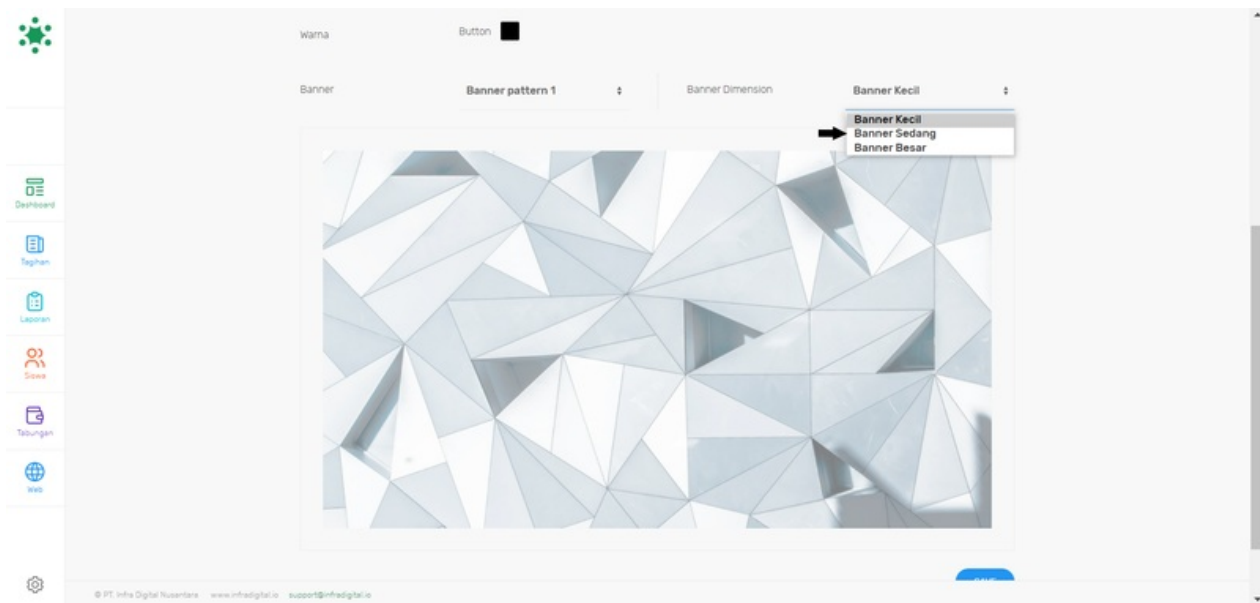 Warna
Button
Banner
Banner pattern 1
Banner Dimension
Banner Kecil
Banner Kecil
Banner Sedang
Banner Besar
Dashboard
Tagihan
Laporan
Siswa
Tabungan
Web
SAVE
© PT. Infra Digital Nusantara www.infradigital.io support@infradigital.io